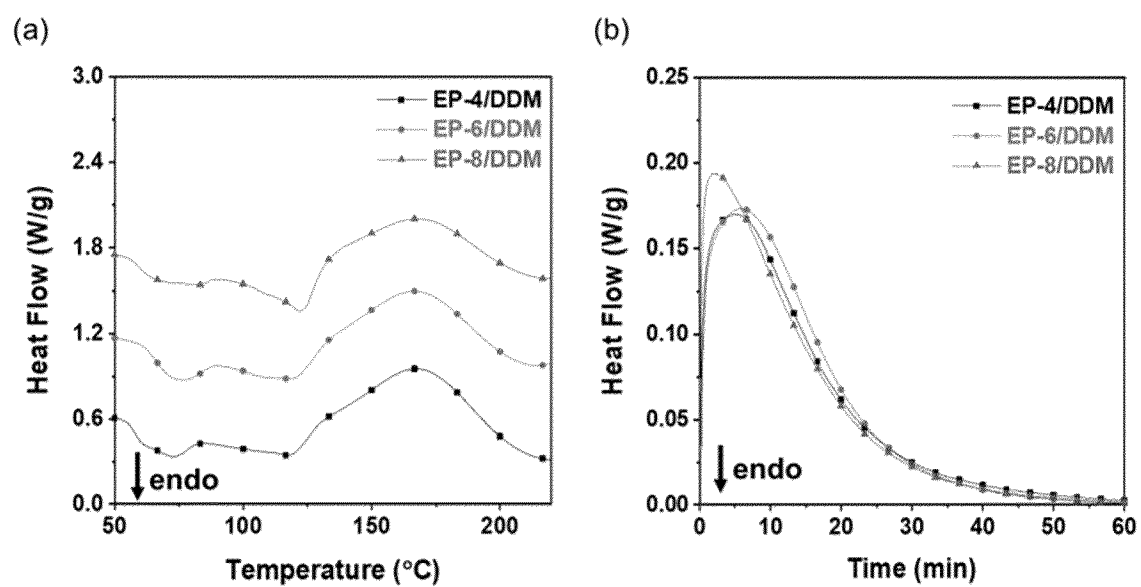 (a)
(b)
3.0
2.4
1.8
1.2
0.6
0.0
Heat Flow (W/g)
EP-4/DDM
EP-6/DDM
EP-8/DDM
endo
50
100
150
200
Temperature (°C)
0.25
0.20
0.15
0.10
0.05
0.00
Heat Flow (W/g)
EP-4/DDM
EP-6/DDM
EP-8/DDM
endo
0
10
20
30
40
50
60
Time (min)